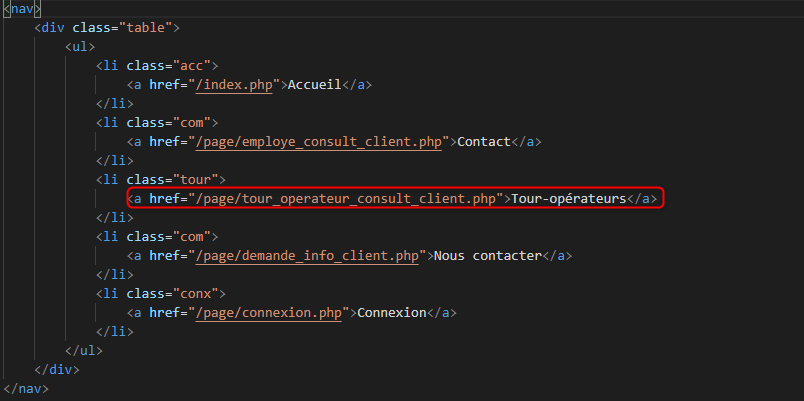 <nav>
<div class="table">
<ul>
<li class="acc">
<a href="/index.php">Accueil</a>
</li>
<li class="com">
<a href="/page/employe_consult_client.php">Contact</a>
</li>
<li class="tour">
<a href="/page/tour_operateur_consult_client.php">Tour-opérateurs</a>
</li>
<li class="com">
<a href="/page/demande_info_client.php">Nous contacter</a>
</li>
<li class="conx">
<a href="/page/connexion.php">Connexion</a>
</li>
</ul>
</div>
</nav>